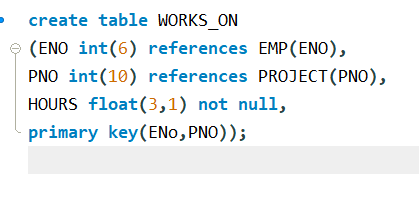 create table WORKS_ON
(ENO int(6) references EMP(ENO),
PNO int(10) references PROJECT(PNO),
HOURS float(3,1) not null,
primary key(ENo,PNO));